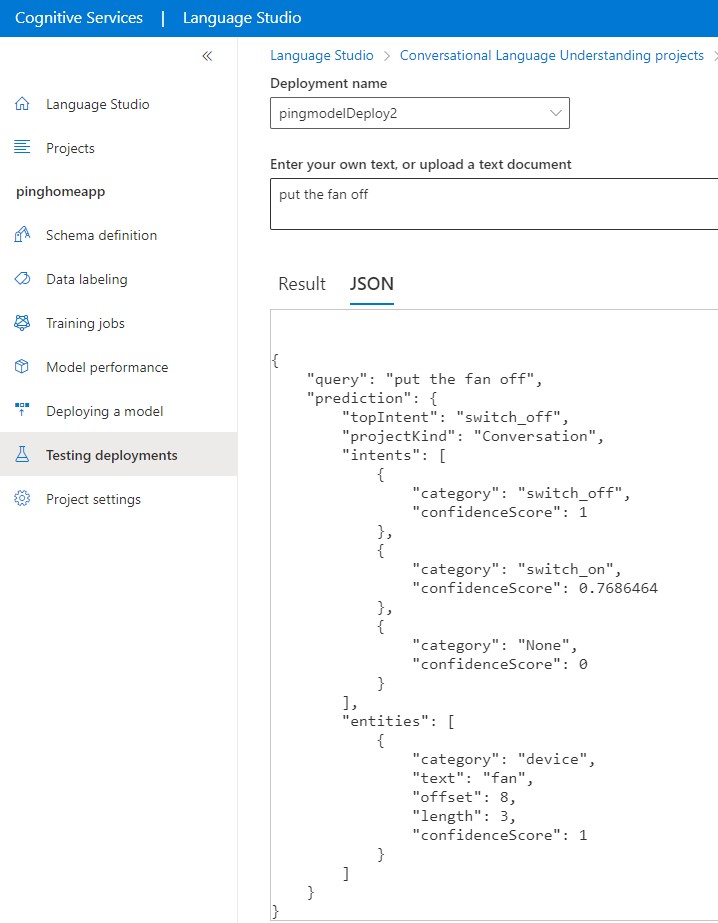 Cognitive Services | Language Studio
Language Studio
Projects
pinghomeapp
Schema definition
Data labeling
Training jobs
Model performance
Deploying a model
Testing deployments
Project settings
Language Studio > Conversational Language Understanding projects >
Deployment name
pingmodelDeploy2
Enter your own text, or upload a text document
put the fan off
Result JSON
{
"query": "put the fan off",
"prediction": {
"topIntent": "switch_off",
"projectKind": "Conversation",
"intents": [
{
"category": "switch_off",
"confidenceScore": 1
},
{
"category": "switch_on",
"confidenceScore": 0.7686464
},
{
"category": "None",
"confidenceScore": 0
}
],
"entities": [
{
"category": "device",
"text": "fan",
"offset": 8,
"length": 3,
"confidenceScore": 1
}
]
}
}